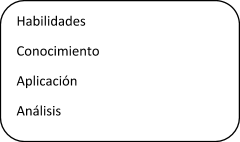 Habilidades
Conocimiento
Aplicación
Análisis